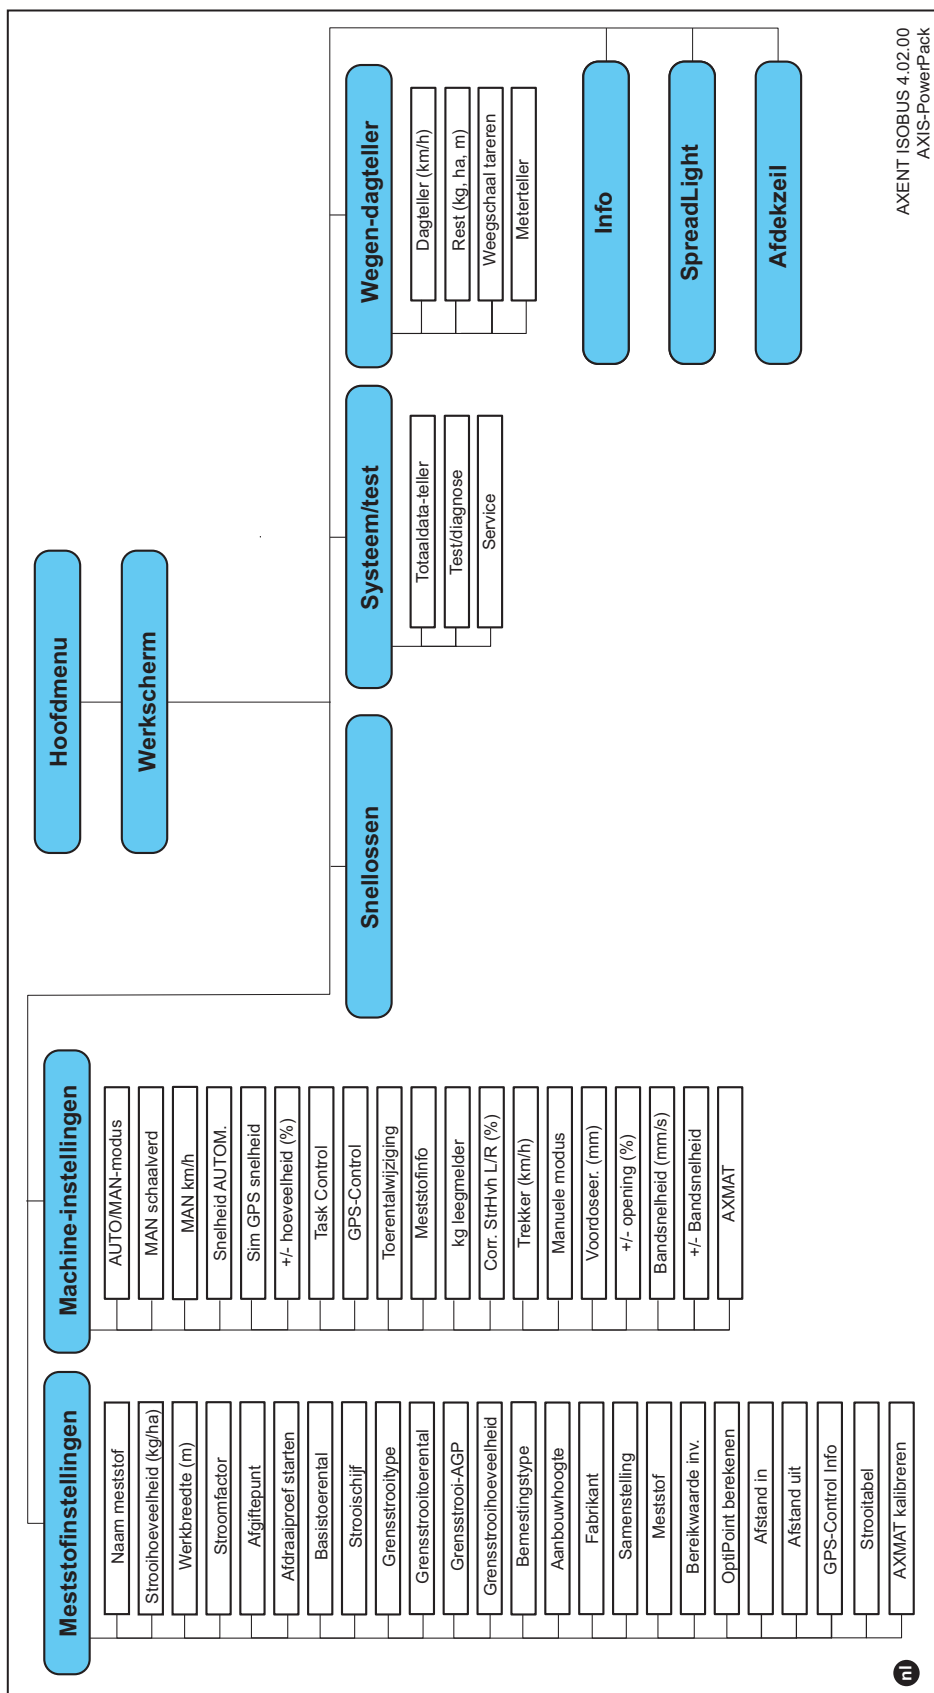 Hoofdmenu
Werkscherm
Meststofinstellingen
Naam meststof
Strooihoeveelheid (kg/ha)
Werkbreedte (m)
Stroomfactor
Afgiftepunt
Afdraaiproef starten
Basistoerental
Strooischijf
Grensstrooitype
Grensstrooitoerental
Grensstrooi-AGP
Grensstrooihoeveelheid
Bemestingstype
Aanbouwhoogte
Fabrikant
Samenstelling
Meststof
Bereikwaarde inv.
OptiPoint berekenen
Afstand in
Afstand uit
GPS-Control Info
Strooitabel
AXMAT kalibreren
Machine-instellingen
AUTO/MAN-modus
MAN schaalverd
MAN km/h
Snelheid AUTOM.
Sim GPS snelheid
+/- hoeveelheid (%)
Task Control
GPS-Control
Toerentalwijziging
Meststofinfo
kg leegmelder
Corr. StrHvh L/R (%)
Trekker (km/h)
Manuele modus
Voordoseer. (mm)
+/- opening (%)
Bandsnelheid (mm/s)
+/- Bandsnelheid
AXMAT
Snellossen
Systeem/test
Totaaldata-teller
Test/diagnose
Service
Wegen-dagteller
Dagteller (km/h)
Rest (kg, ha, m)
Weegschaal tareren
Meterteller
Info
SpreadLight
Afdekzeil
nl
AXENT ISOBUS 4.02.00
AXIS-PowerPack